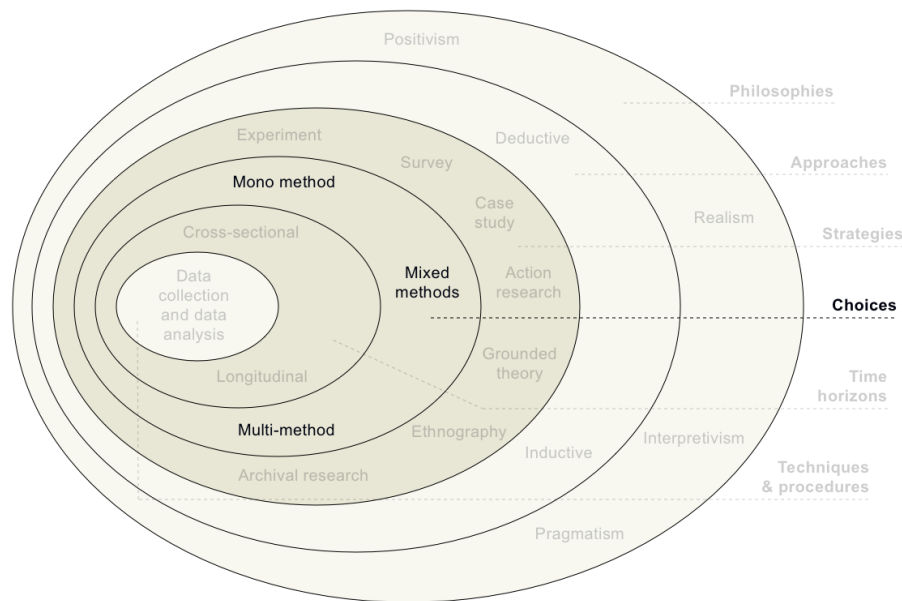 Positivism
Philosophies
Experiment
Deductive
Survey
Approaches
Mono method
Case
study
Realism
Cross-sectional
Strategies
Data
collection
and data
analysis
Mixed
methods
Action
research
Choices
Grounded
theory
Longitudinal
Time
horizons
Multi-method
Ethnography
Interpretivism
Inductive
Archival research
Techniques
& procedures
Pragmatism